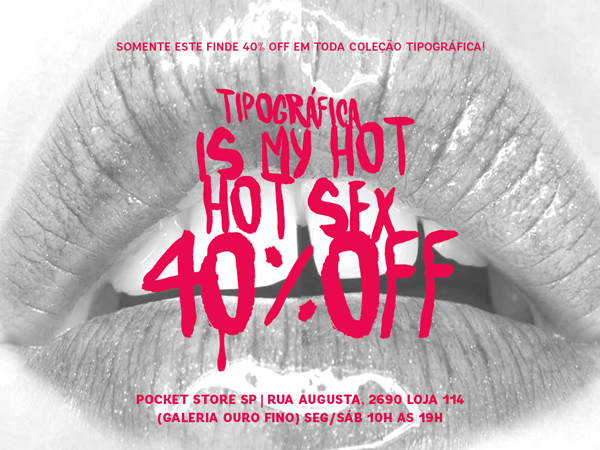 SOMENTE ESTE FINDE 40% OFF EM TODA COLEÇÃO TIPOGRÁFICA!
TIPOGRÁFICA
IS MY HOT
HOT SEX
40%OFF
POCKET STORE SP | RUA AUGUSTA, 2690 LOJA 114
(GALERIA OURO FINO) SEG/SÁB 10H AS 19H